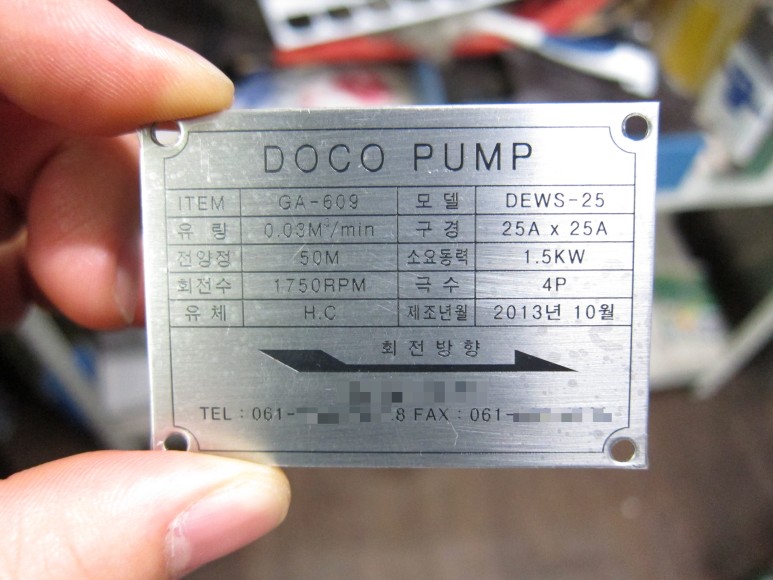 DOCO PUMP
ITEM GA-609 모델 DEWS-25
유량 0.03M³/min 구경 25A x 25A
전양정 50M 소요동력 1.5KW
회전수 1750RPM 극수 4P
유체 H.C 제조년월 2013년 10월
회전방향
TEL : 061- 8 FAX : 061-